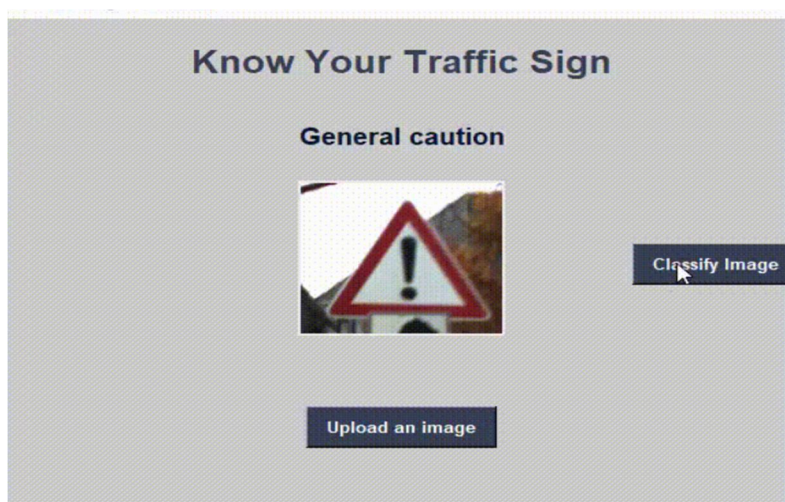 Know Your Traffic Sign
General caution
!
Classify Image
Upload an image